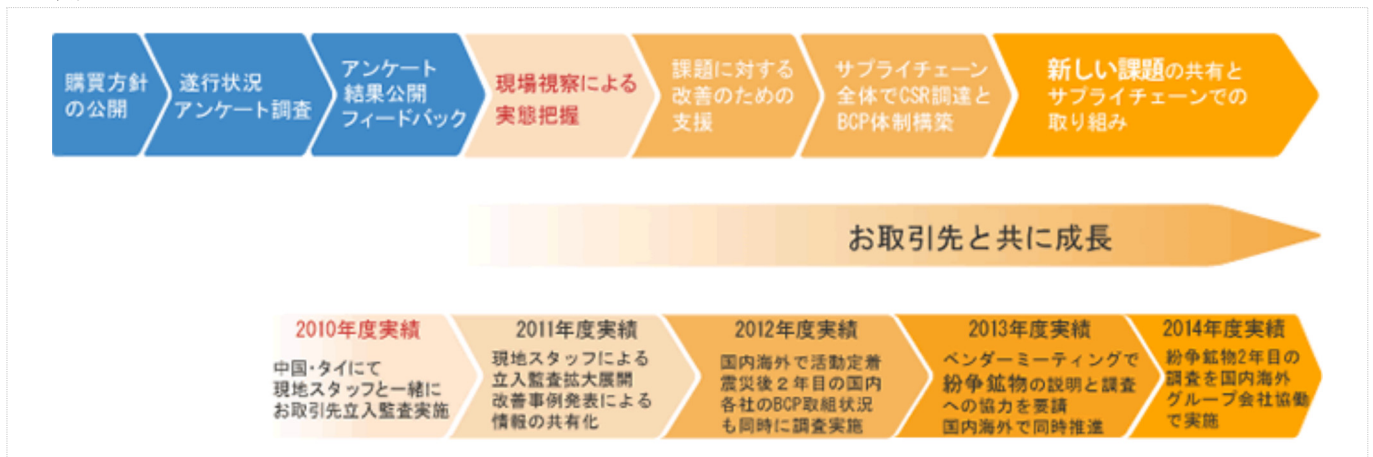 購買方針
の公開
遂行状況
アンケート調査
アンケート
結果公開
フィードバック
現場視察による
実態把握
課題に対する
改善のための
支援
サプライチェーン
全体でCSR調達と
BCP体制構築
新しい課題の共有と
サプライチェーンでの
取り組み
お取引先と共に成長
2010年度実績
中国・タイにて
現地スタッフと一緒に
お取引先立入監査実施
2011年度実績
現地スタッフによる
立入監査拡大展開
改善事例発表による
情報の共有化
2012年度実績
国内海外で活動定着
震災後2年目の国内
各社のBCP取組状況
も同時に調査実施
2013年度実績
ベンダーミーティングで
紛争鉱物の説明と調査
への協力を要請
国内海外で同時推進
2014年度実績
紛争鉱物2年目の
調査を国内海外
グループ会社協働
で実施